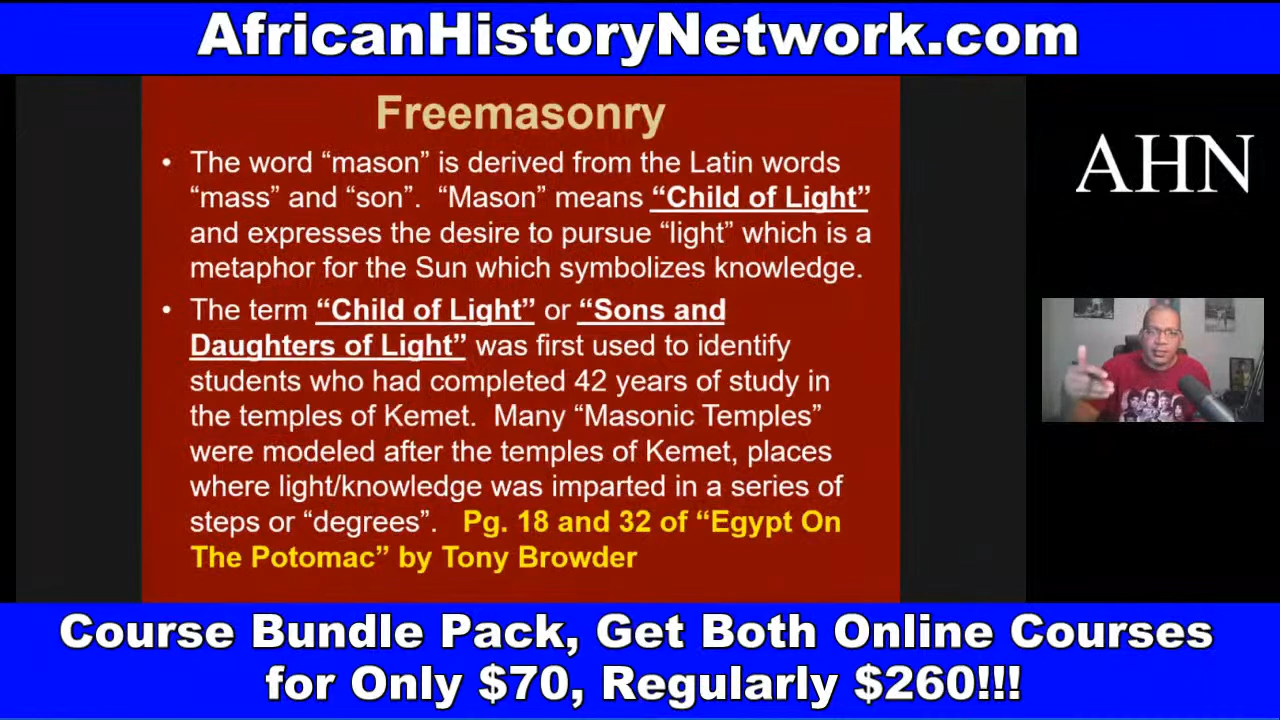 AfricanHistoryNetwork.com
Freemasonry
• The word “mason” is derived from the Latin words
“mass” and “son”. “Mason” means “Child of Light”
and expresses the desire to pursue “light” which is a
metaphor for the Sun which symbolizes knowledge.
• The term “Child of Light” or “Sons and
Daughters of Light” was first used to identify
students who had completed 42 years of study in
the temples of Kemet. Many “Masonic Temples”
were modeled after the temples of Kemet, places
where light/knowledge was imparted in a series of
steps or “degrees”. Pg. 18 and 32 of “Egypt On
The Potomac” by Tony Browder
AHN
Course Bundle Pack, Get Both Online Courses
for Only $70, Regularly $260!!!